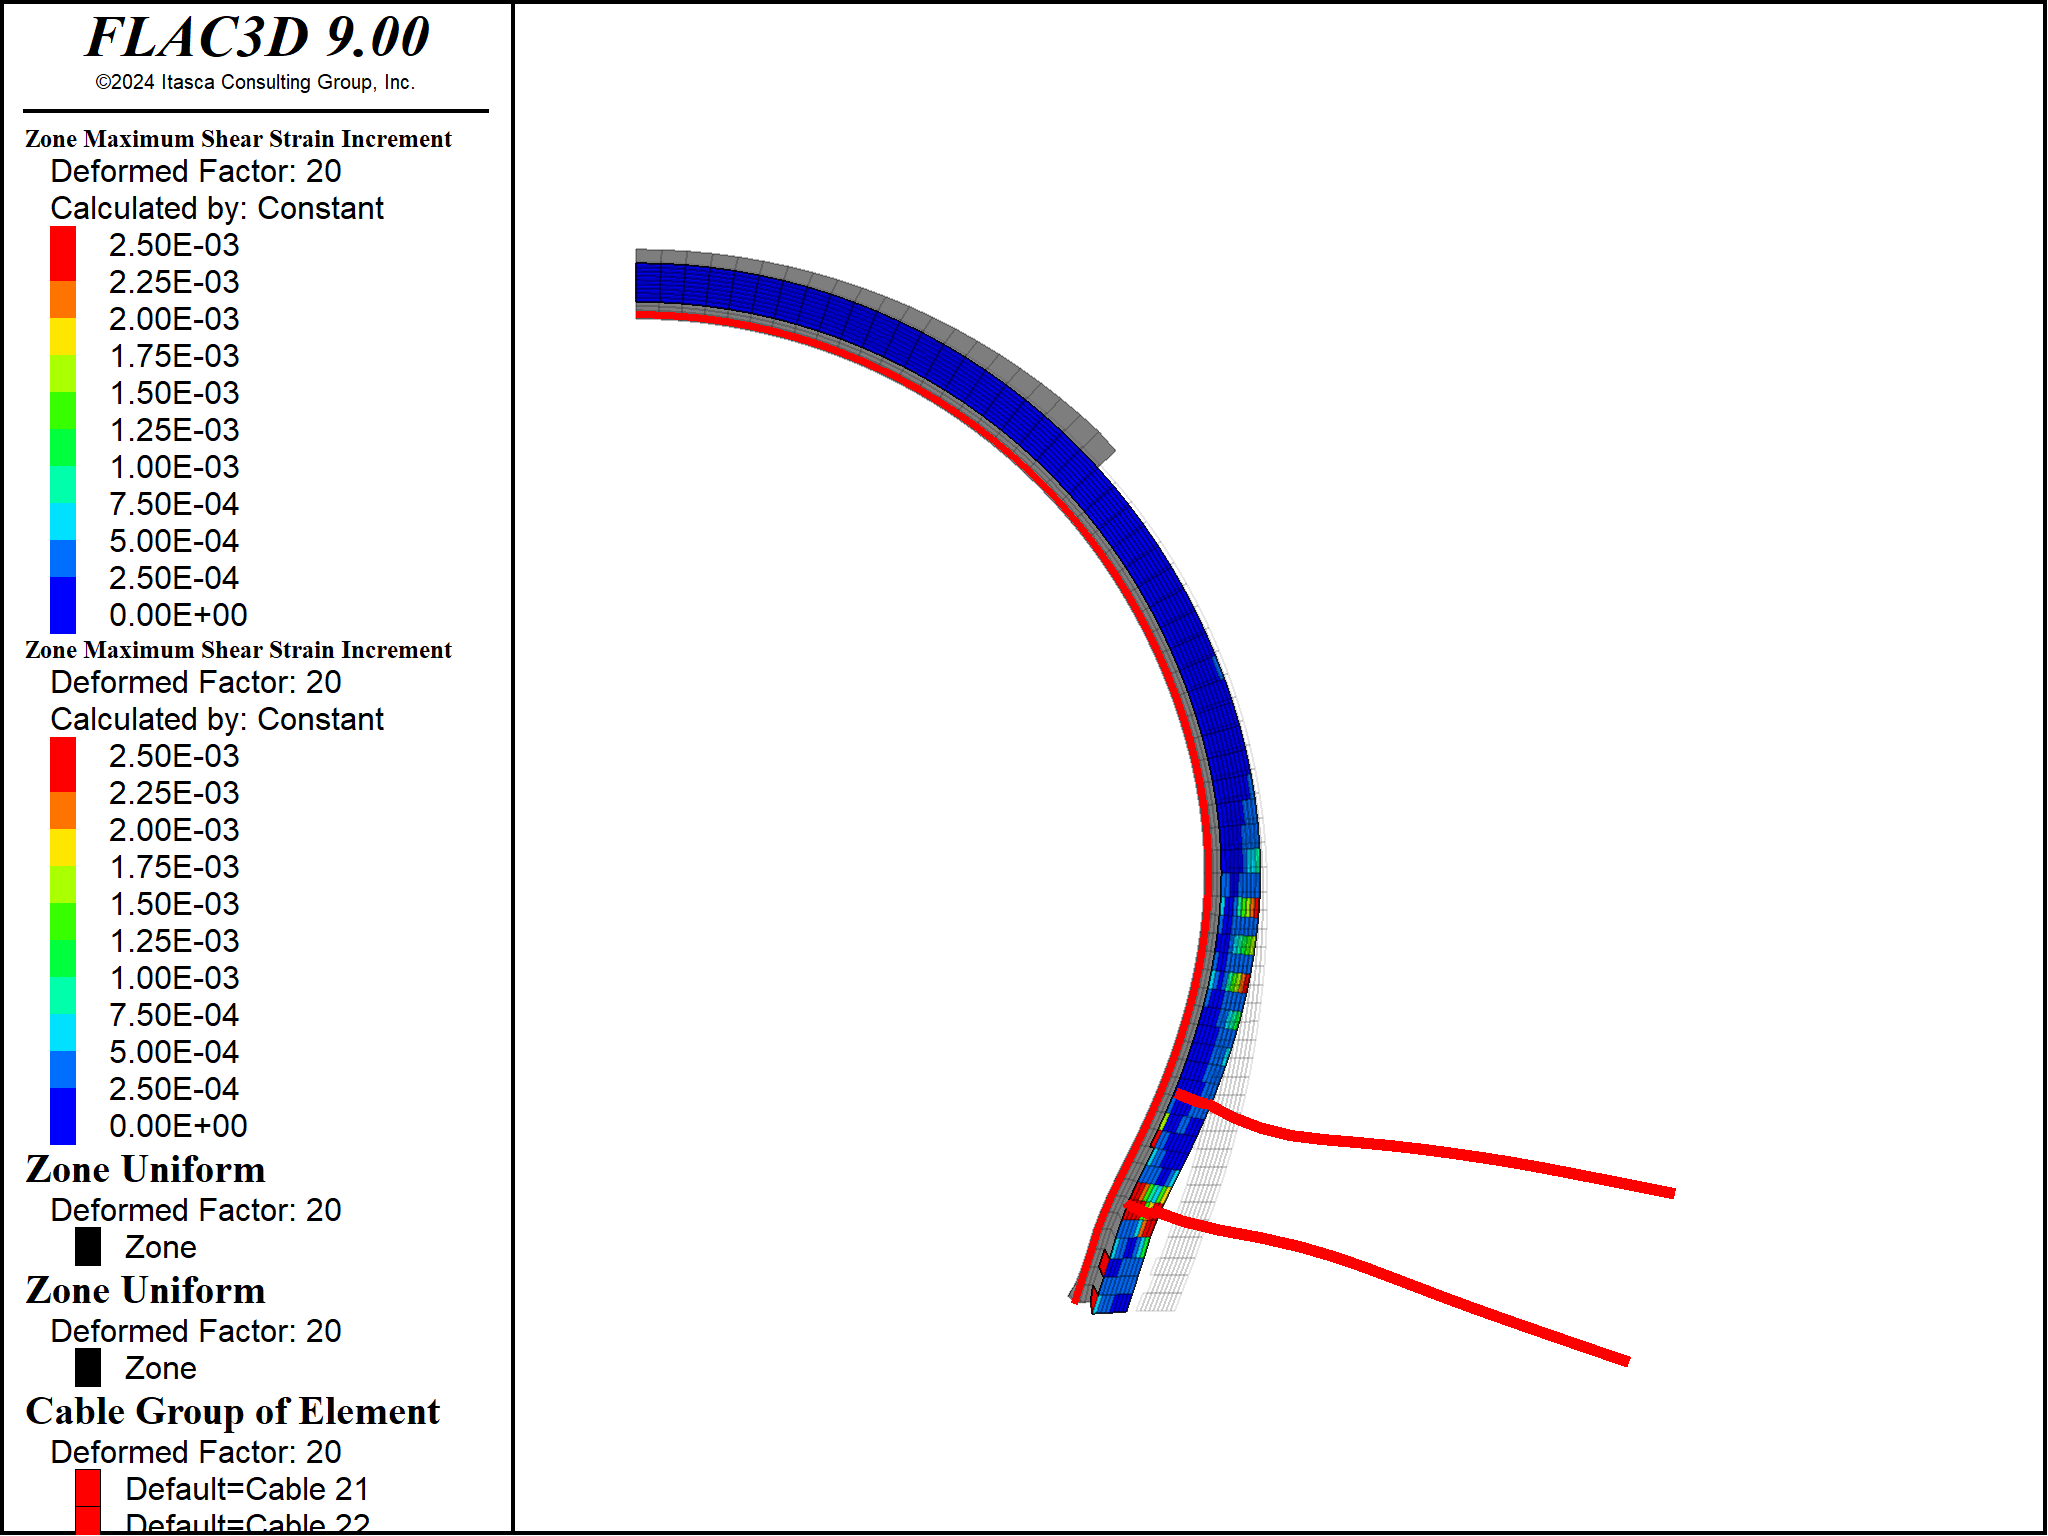 FLAC3D 9.00
©2024 Itasca Consulting Group, Inc.
Zone Maximum Shear Strain Increment
Deformed Factor: 20
Calculated by: Constant
2.50E-03
2.25E-03
2.00E-03
1.75E-03
1.50E-03
1.25E-03
1.00E-03
7.50E-04
5.00E-04
2.50E-04
0.00E+00
Zone Maximum Shear Strain Increment
Deformed Factor: 20
Calculated by: Constant
2.50E-03
2.25E-03
2.00E-03
1.75E-03
1.50E-03
1.25E-03
1.00E-03
7.50E-04
5.00E-04
2.50E-04
0.00E+00
Zone Uniform
Deformed Factor: 20
Zone
Zone Uniform
Deformed Factor: 20
Zone
Cable Group of Element
Deformed Factor: 20
Default=Cable 21
Default=Cable 22